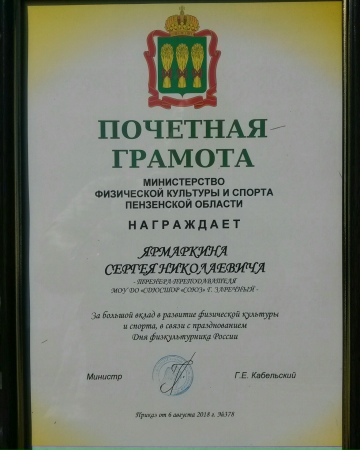 ПОЧЕТНАЯ
ГРАМОТА
МИНИСТЕРСТВО
ФИЗИЧЕСКОЙ КУЛЬТУРЫ И СПОРТА
ПЕНЗЕНСКОЙ ОБЛАСТИ
НАГРАЖДАЕТ
ЯРМАРКИНА
СЕРГЕЯ НИКОЛАЕВИЧА
- ТРЕНЕРА-ПРЕПОДАВАТЕЛЯ
МОУ ДО «СДЮСШОР «СОЮЗ» Г. ЗАРЕЧНЫЙ -
За большой вклад в развитие физической культуры
и спорта, в связи с празднованием
Дня физкультурника России
Министр Г.Е. Кабельский
Приказ от 6 августа 2018 г. №378